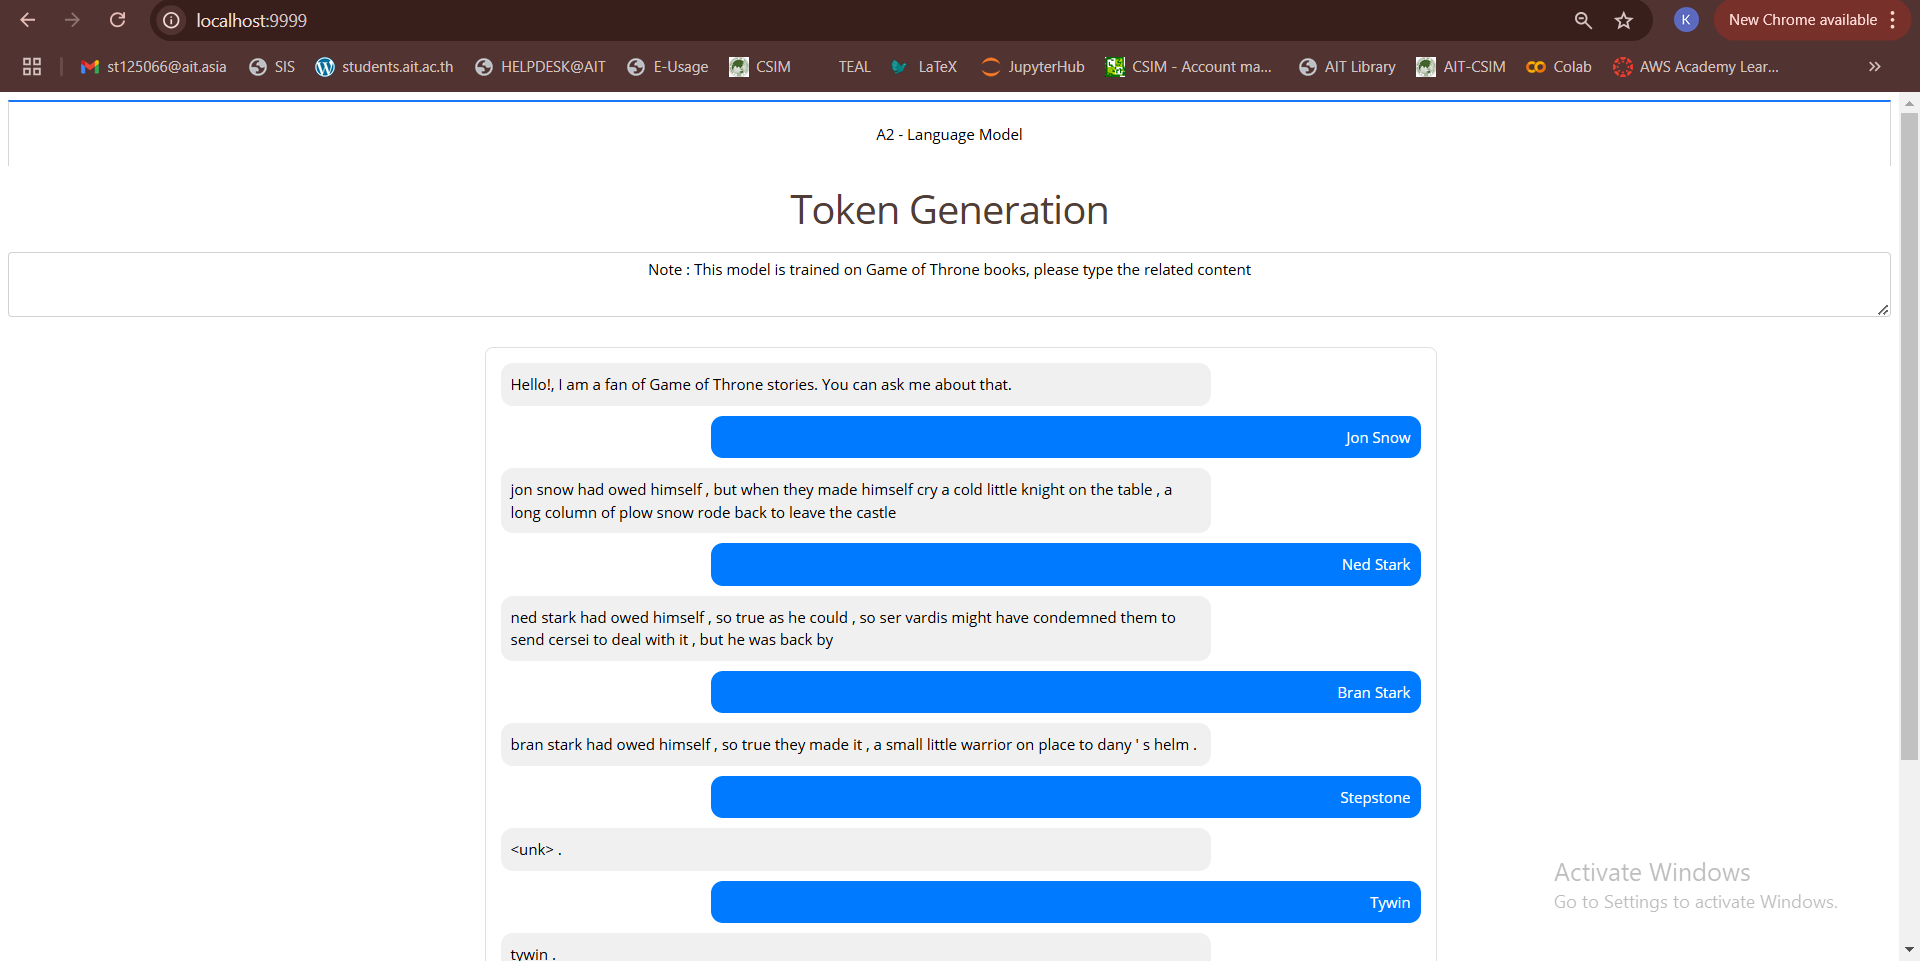 localhost:9999
K
New Chrome available
st125066@ait.asia
SIS
students.ait.ac.th
HELPDESK@AIT
E-Usage
CSIM
TEAL
LaTeX
JupyterHub
CSIM - Account ma...
AIT Library
AIT-CSIM
Colab
AWS Academy Lear...
A2 - Language Model
Token Generation
Note : This model is trained on Game of Throne books, please type the related content
Hello!, I am a fan of Game of Throne stories. You can ask me about that.
Jon Snow
jon snow had owed himself , but when they made himself cry a cold little knight on the table , a
long column of plow snow rode back to leave the castle
Ned Stark
ned stark had owed himself , so true as he could , so ser vardis might have condemned them to
send cersei to deal with it , but he was back by
Bran Stark
bran stark had owed himself , so true they made it , a small little warrior on place to dany ' s helm .
Stepstone
<unk> .
Tywin
tywin .
Activate Windows
Go to Settings to activate Windows.